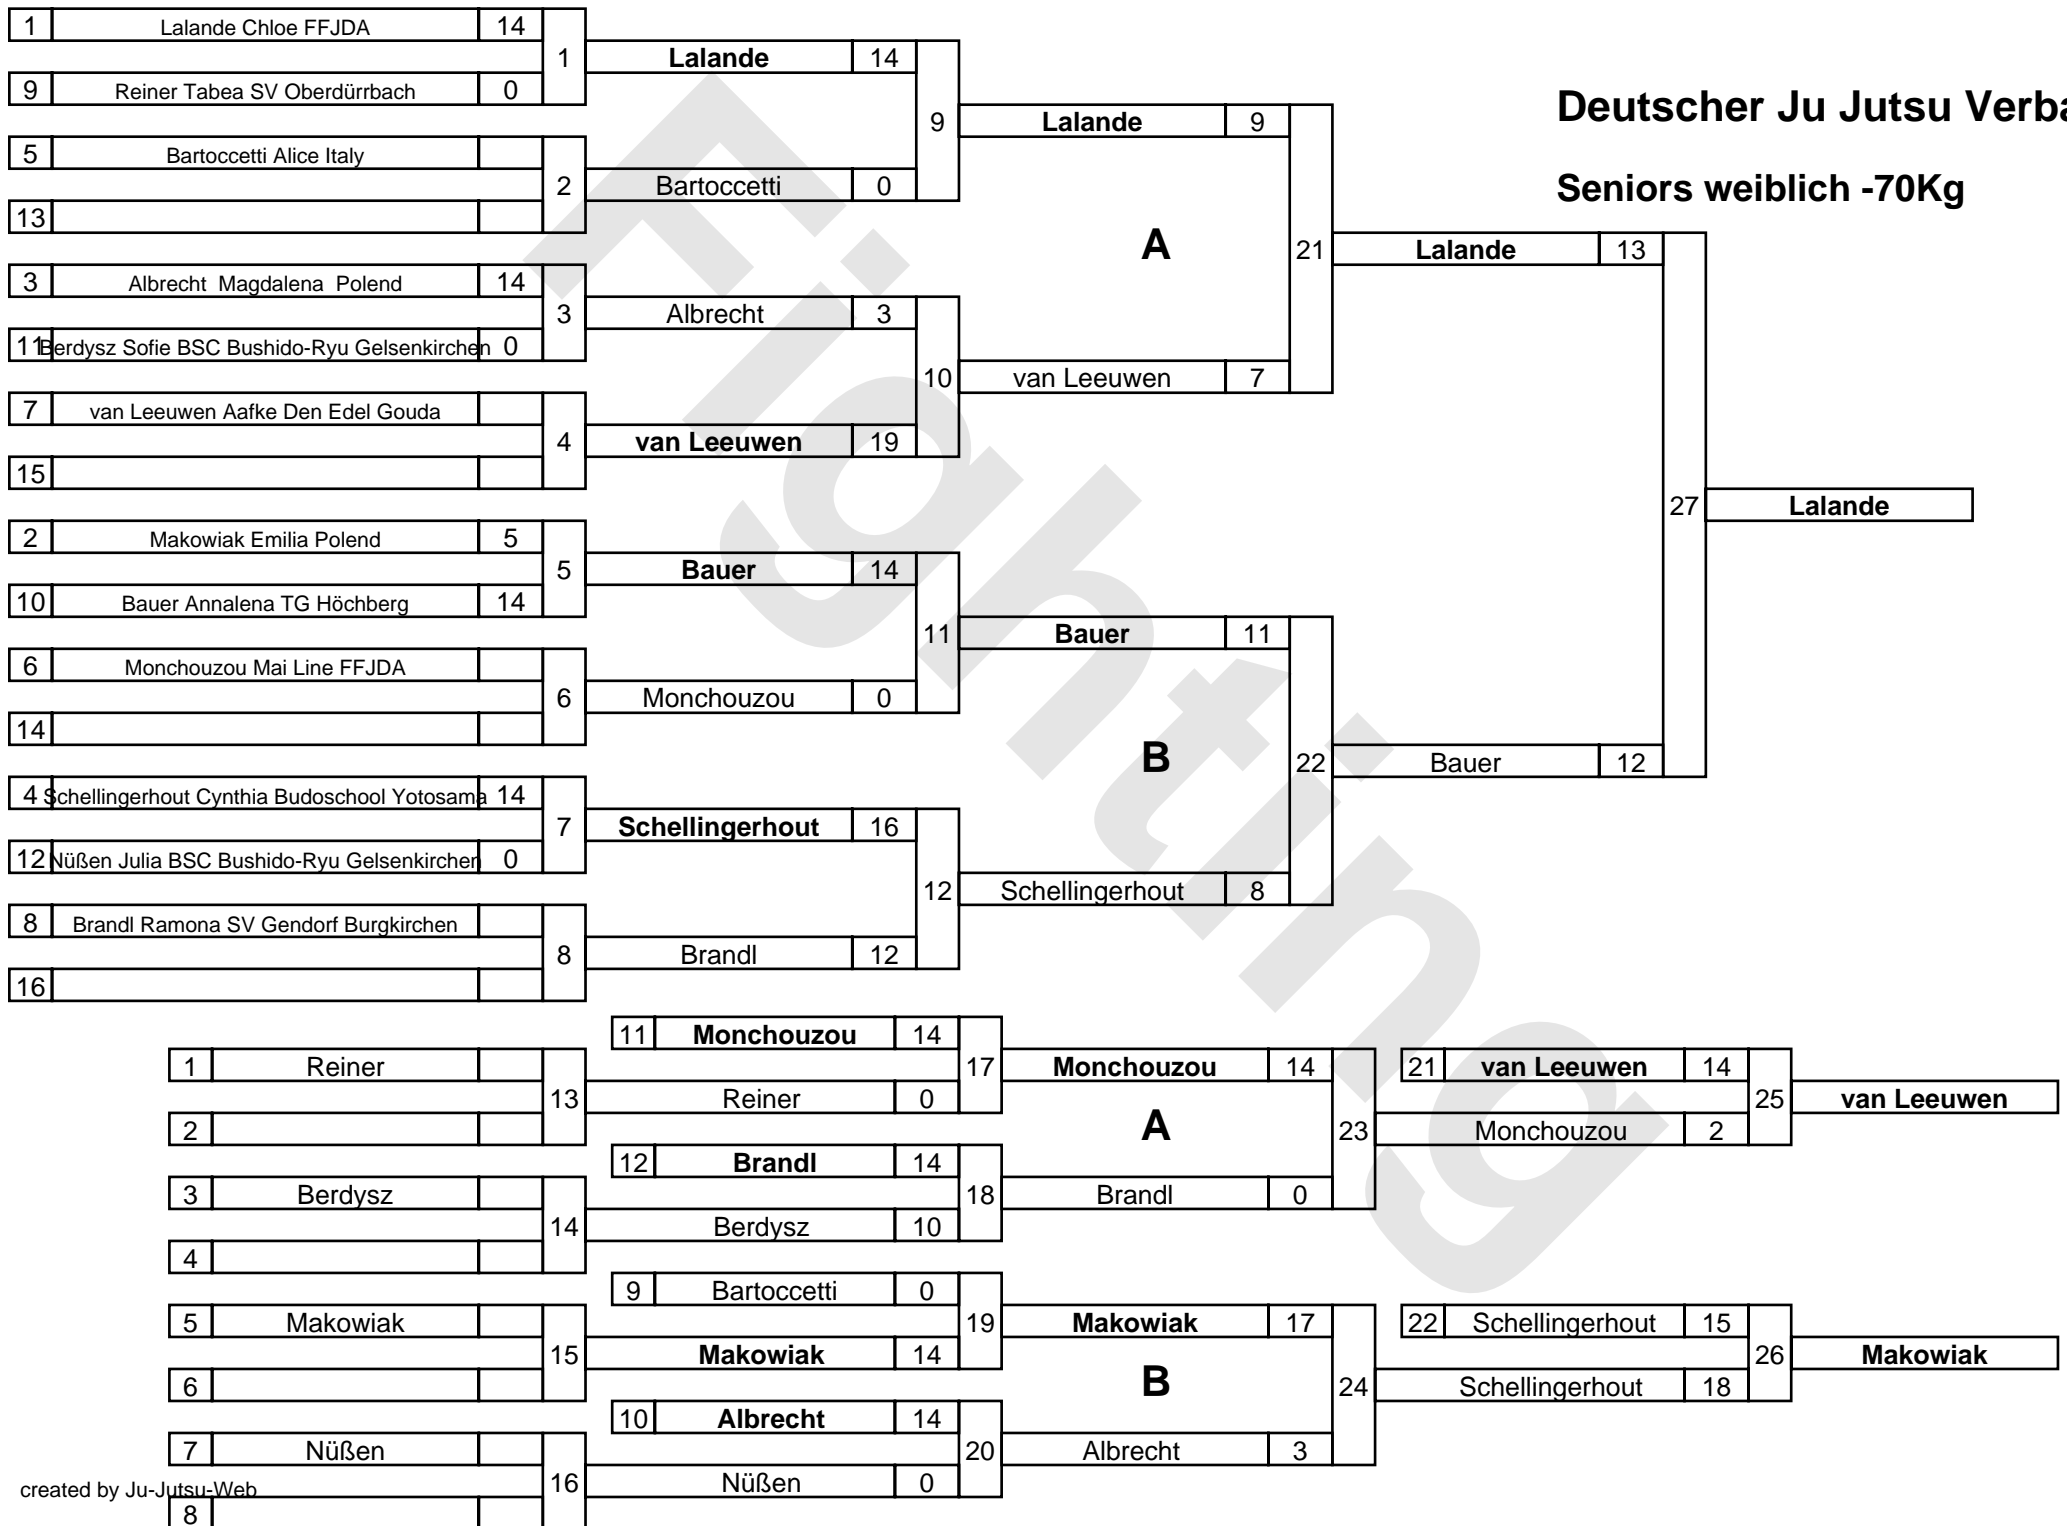 Deutscher Ju Jutsu Verba
Seniors weiblich -70Kg
1 Lalande Chloe FFJDA 14
9 Reiner Tabea SV Oberdürrbach 0
1
5 Bartoccetti Alice Italy
13
2
3 Albrecht Magdalena Polend 14
11 Berdysz Sofie BSC Bushido-Ryu Gelsenkirchen 0
3
7 van Leeuwen Aafke Den Edel Gouda
15
4
2 Makowiak Emilia Polend 5
10 Bauer Annalena TG Höchberg 14
5
6 Monchouzou Mai Line FFJDA
14
6
4 Schellingerhout Cynthia Budoschool Yotosama 14
12 Nüßen Julia BSC Bushido-Ryu Gelsenkirchen 0
7
8 Brandl Ramona SV Gendorf Burgkirchen
16
8
Lalande 14
Bartoccetti 0
9
Albrecht 3
van Leeuwen 19
10
Bauer 14
Monchouzou 0
11
Schellingerhout 16
Brandl 12
12
Lalande 9
A
van Leeuwen 7
21
Bauer 11
B
Schellingerhout 8
22
Lalande 13
Bauer 12
27
Lalande
1 Reiner
2
13
3 Berdysz
4
14
5 Makowiak
6
15
7 Nüßen
8
16
11 Monchouzou 14
Reiner 0
17
12 Brandl 14
Berdysz 10
18
9 Bartoccetti 0
Makowiak 14
19
10 Albrecht 14
Nüßen 0
20
Monchouzou 14
A
Brandl 0
23
Makowiak 17
B
Albrecht 3
24
21 van Leeuwen 14
Monchouzou 2
25
van Leeuwen
22 Schellingerhout 15
Schellingerhout 18
26
Makowiak
created by Ju-Jutsu-Web
Fighting